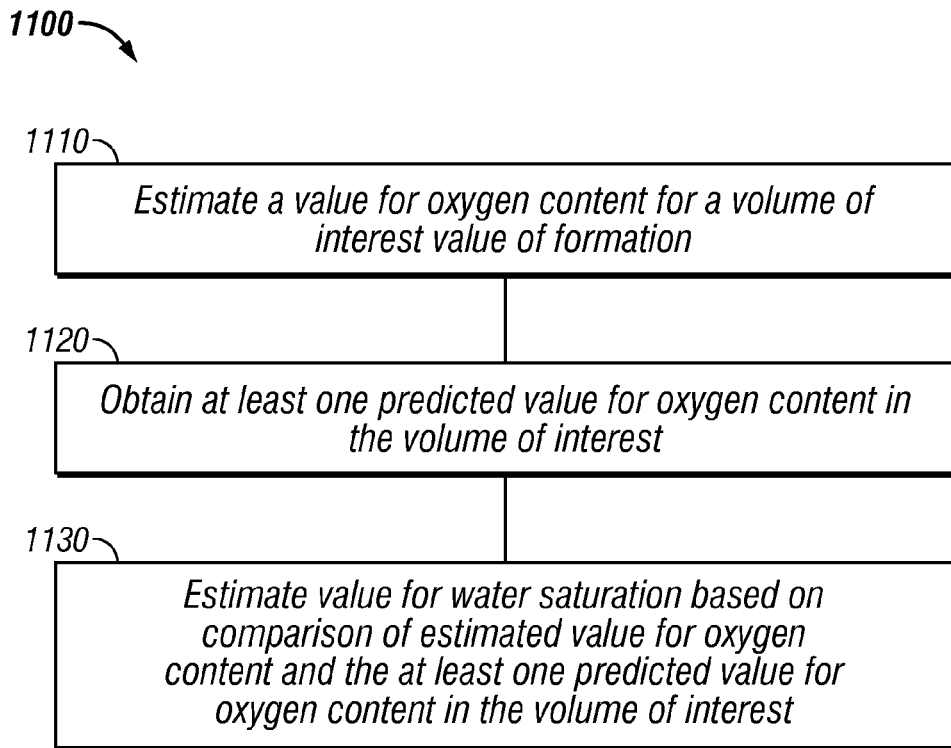 1100
1110
Estimate a value for oxygen content for a volume of
interest value of formation
1120
Obtain at least one predicted value for oxygen content in
the volume of interest
1130
Estimate value for water saturation based on
comparison of estimated value for oxygen
content and the at least one predicted value for
oxygen content in the volume of interest